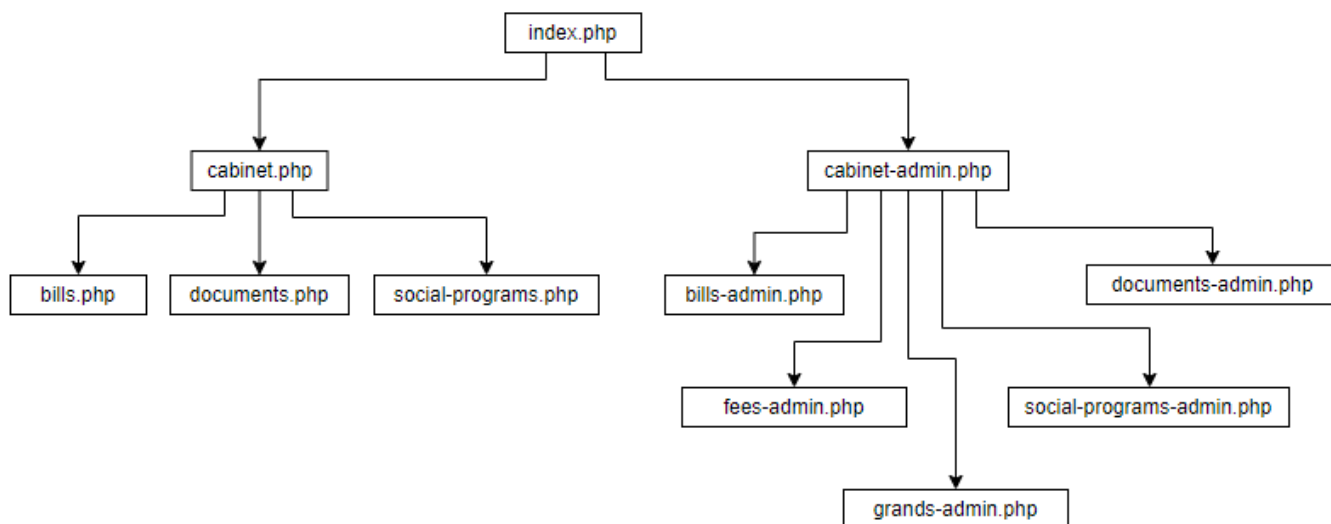 index.php
cabinet.php
cabinet-admin.php
bills.php
documents.php
social-programs.php
bills-admin.php
documents-admin.php
fees-admin.php
social-programs-admin.php
grands-admin.php